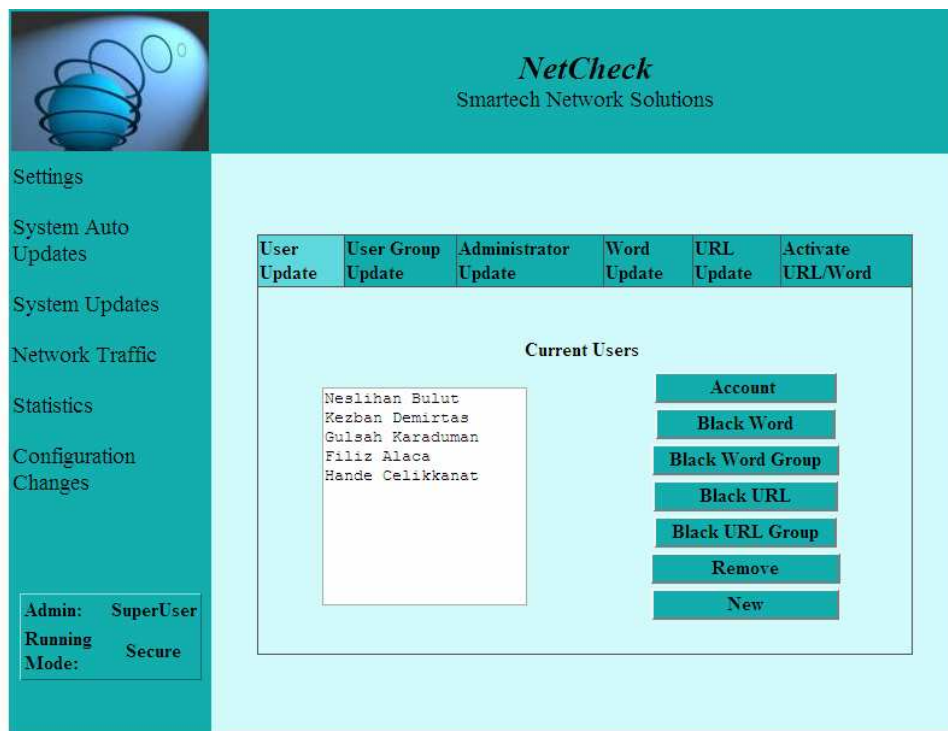 NetCheck
Smartech Network Solutions
Settings
System Auto
Updates
System Updates
Network Traffic
Statistics
Configuration
Changes
Admin: SuperUser
Running
Mode: Secure
User
Update
User Group
Update
Administrator
Update
Word
Update
URL
Update
Activate
URL/Word
Current Users
Neslihan Bulut
Kezban Demirtas
Gulsah Karaduman
Filiz Alaca
Hande Celikkanat
Account
Black Word
Black Word Group
Black URL
Black URL Group
Remove
New